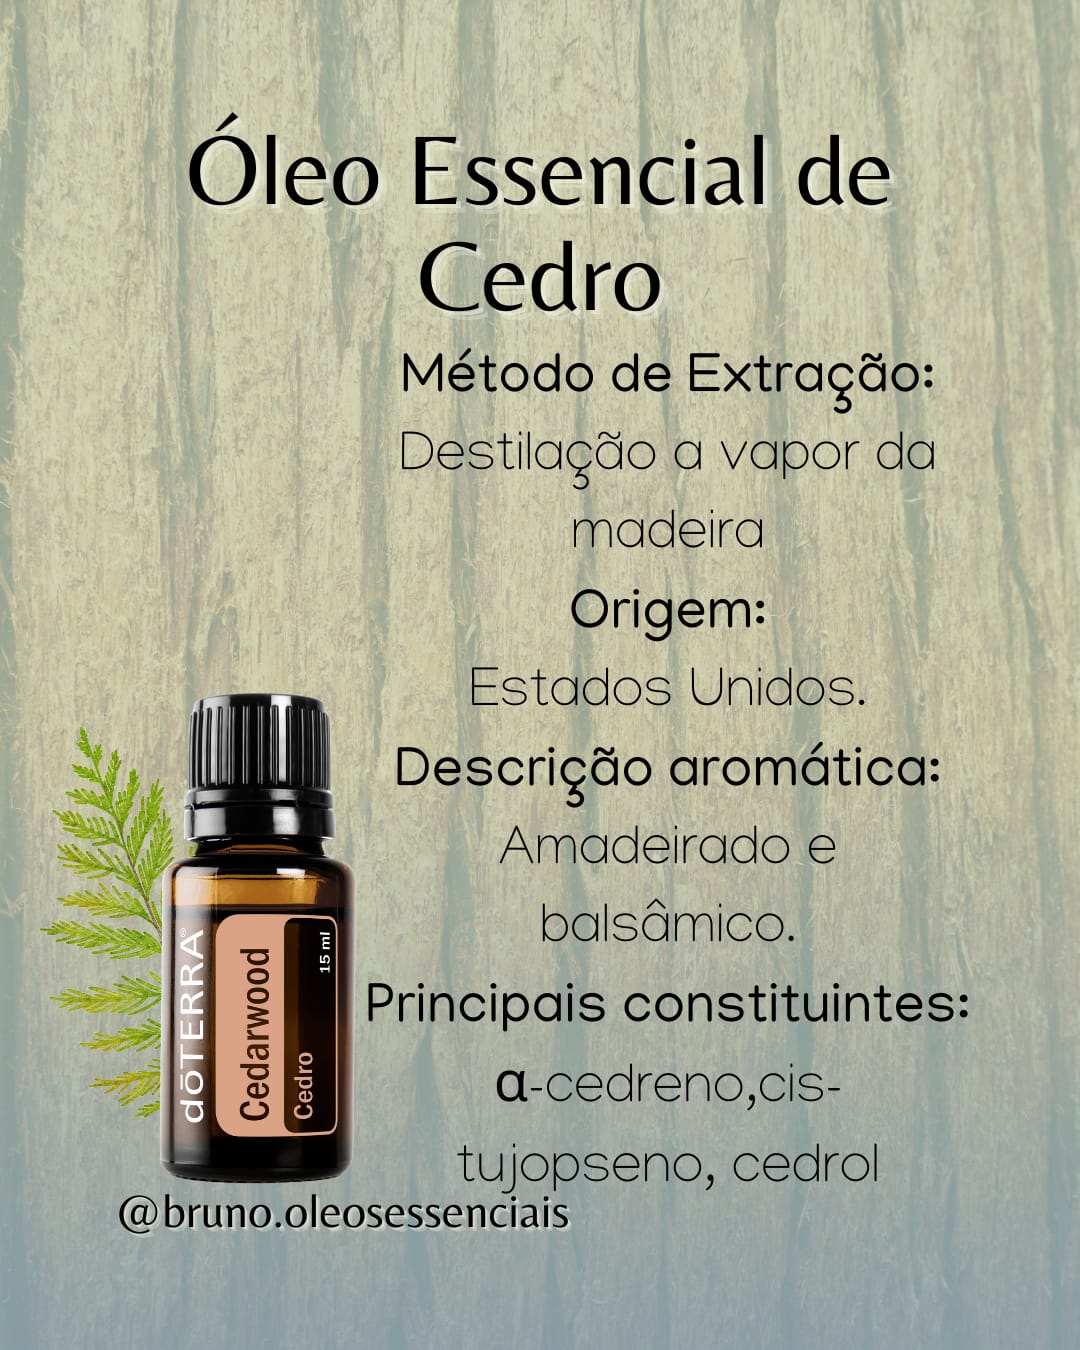 Óleo Essencial de
Cedro
Método de Extração:
Destilação a vapor da
madeira
Origem:
Estados Unidos.
Descrição aromática:
Amadeirado e
balsâmico.
Principais constituintes:
α-cedreno,cis-
tujopseno, cedrol
dōTERRA®
Cedarwood
Cedro
15 ml
@bruno.oleosessenciais